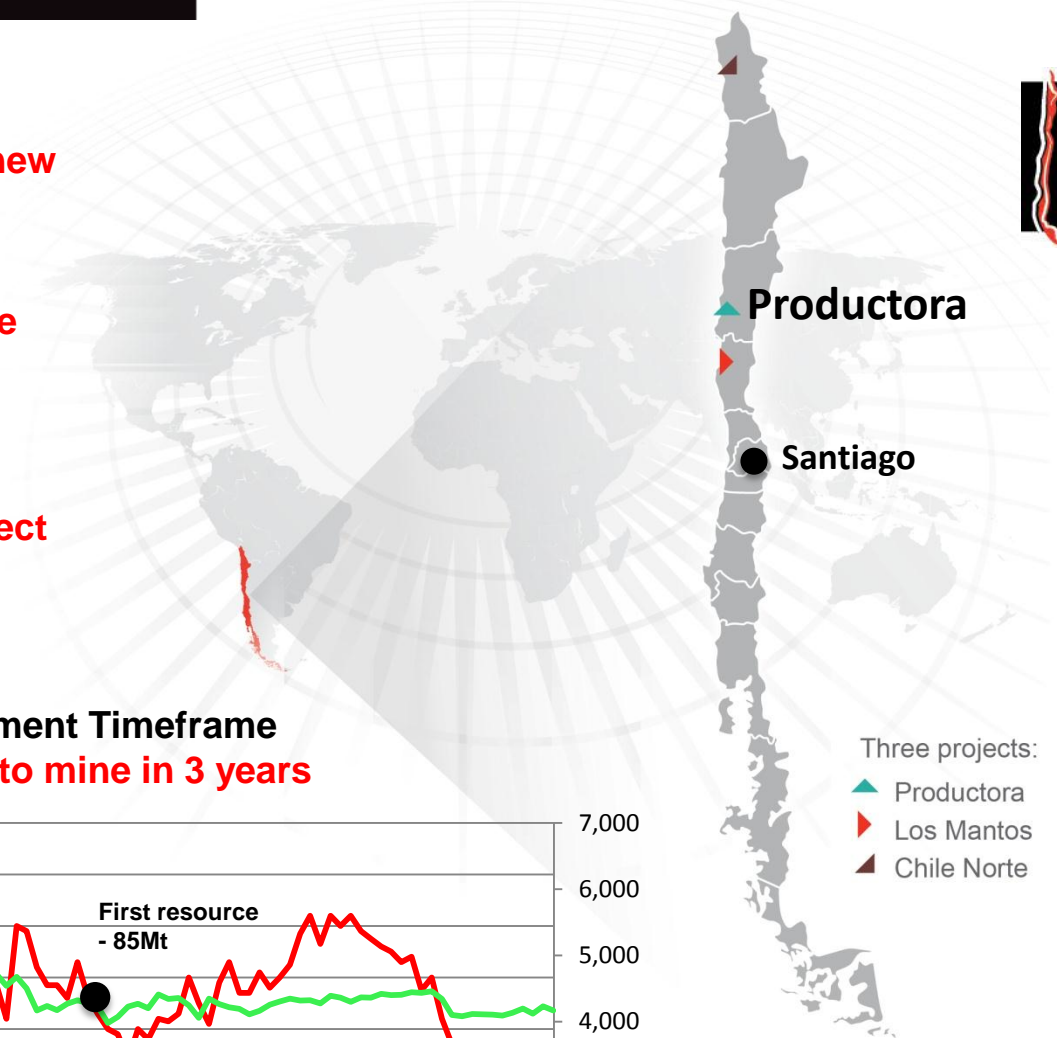 new
Productora
Santiago
ment Timeframe
to mine in 3 years
Three projects:
Productora
Los Mantos
Chile Norte
7,000
6,000
5,000
4,000
First resource
- 85Mt